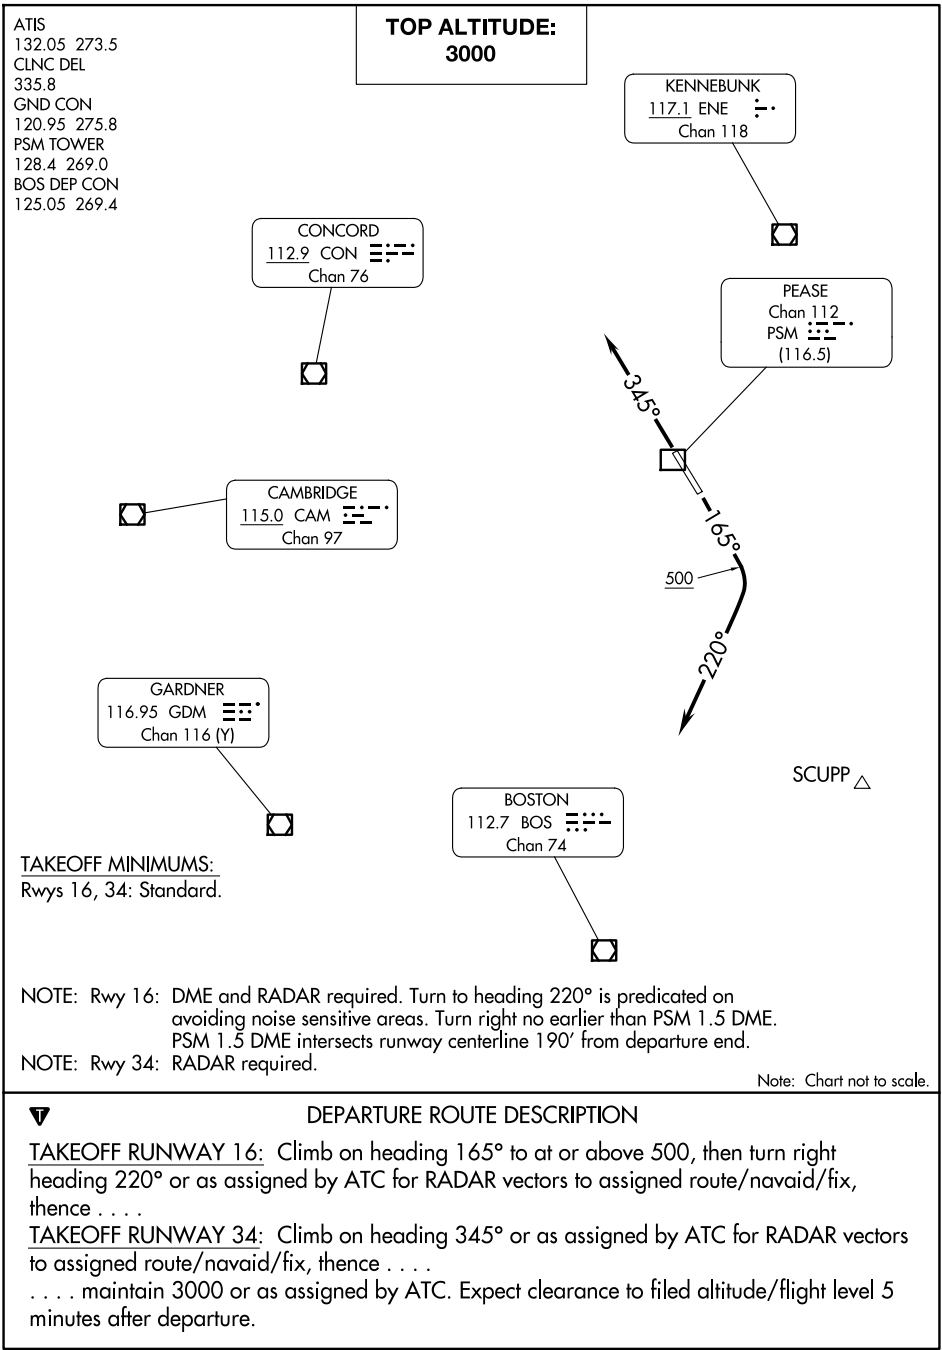 ATIS
132.05 273.5
CLNC DEL
335.8
GND CON
120.95 275.8
PSM TOWER
128.4 269.0
BOS DEP CON
125.05 269.4
TOP ALTITUDE:
3000
KENNEBUNK
117.1 ENE
Chan 118
CONCORD
112.9 CON
Chan 76
PEASE
Chan 112
PSM
(116.5)
345°
CAMBRIDGE
115.0 CAM
Chan 97
165°
500
220°
GARDNER
116.95 GDM
Chan 116 (Y)
SCUPP
BOSTON
112.7 BOS
Chan 74
TAKEOFF MINIMUMS:
Rwys 16, 34: Standard.
NOTE: Rwy 16: DME and RADAR required. Turn to heading 220° is predicated on
avoiding noise sensitive areas. Turn right no earlier than PSM 1.5 DME.
PSM 1.5 DME intersects runway centerline 190' from departure end.
NOTE: Rwy 34: RADAR required.
Note: Chart not to scale.
T
DEPARTURE ROUTE DESCRIPTION
TAKEOFF RUNWAY 16: Climb on heading 165° to at or above 500, then turn right
heading 220° or as assigned by ATC for RADAR vectors to assigned route/navaid/fix,
thence . . . .
TAKEOFF RUNWAY 34: Climb on heading 345° or as assigned by ATC for RADAR vectors
to assigned route/navaid/fix, thence . . . .
. . . . maintain 3000 or as assigned by ATC. Expect clearance to filed altitude/flight level 5
minutes after departure.